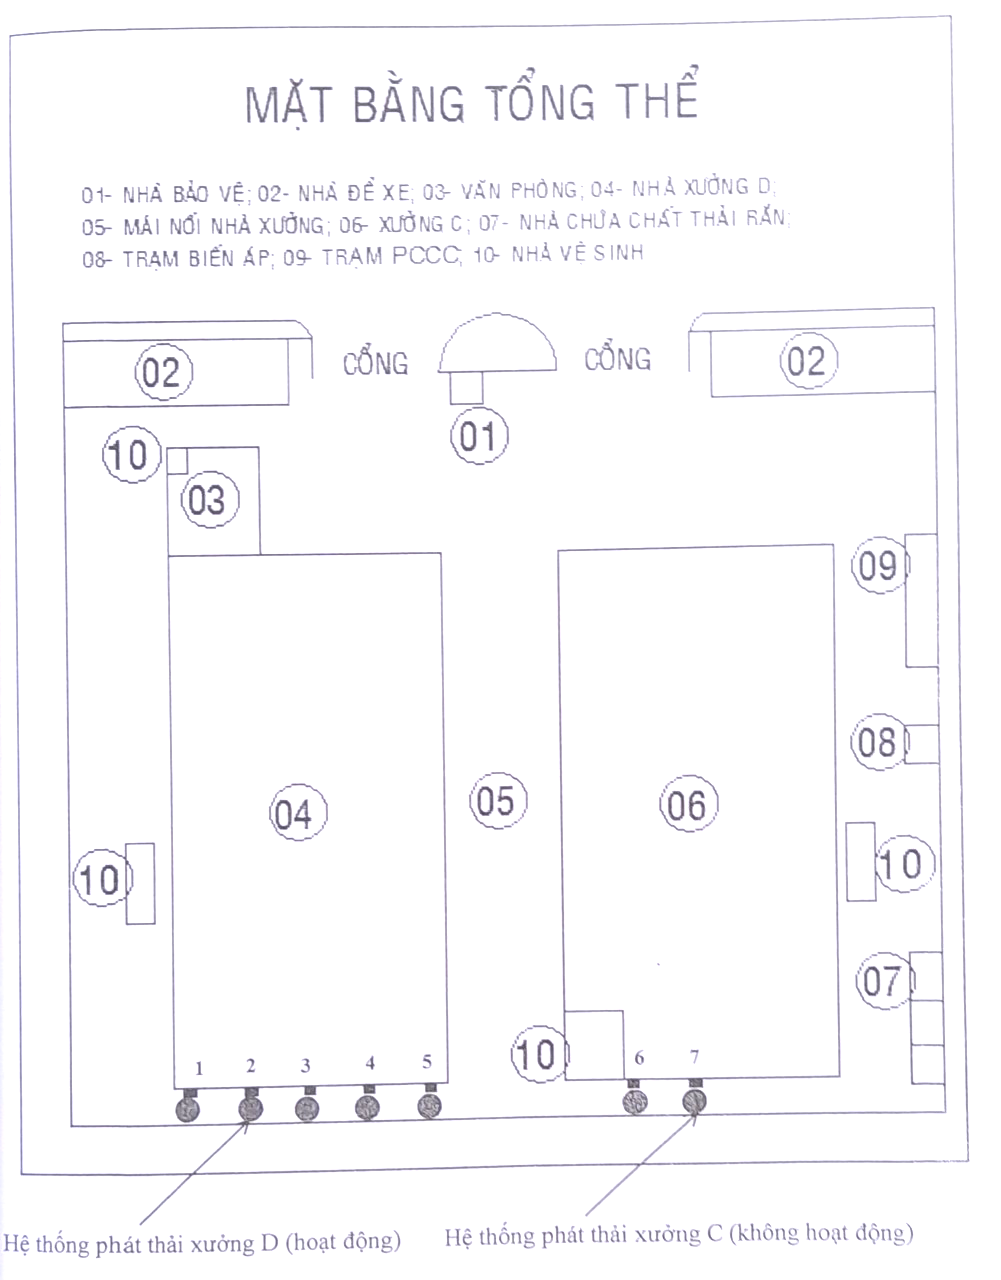 MẶT BẰNG TỔNG THỂ
01- NHÀ BẢO VỆ; 02- NHÀ ĐỂ XE; 03- VĂN PHÒNG; 04- NHÀ XƯỞNG D;
05- MÁI NỐI NHÀ XƯỞNG; 06- XƯỞNG C; 07- NHÀ CHỨA CHẤT THẢI RẮN;
08- TRẠM BIẾN ÁP; 09- TRẠM PCCC; 10- NHÀ VỆ SINH
02 CỔNG CỔNG 02
01
10
03
09
08
04 05 06
10 10
07
10
1 2 3 4 5 6 7
Hệ thống phát thải xưởng D (hoạt động) Hệ thống phát thải xưởng C (không hoạt động)